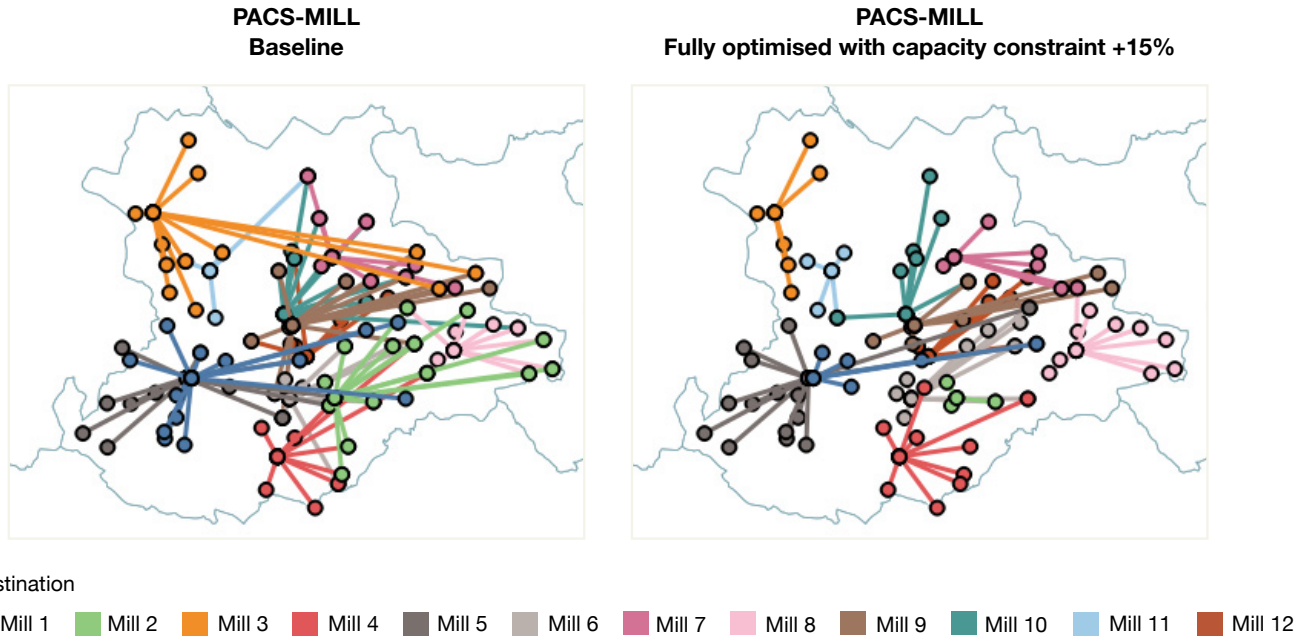 PACS-MILL
Baseline
PACS-MILL
Fully optimised with capacity constraint +15%
stination
Mill 1 Mill 2 Mill 3 Mill 4 Mill 5 Mill 6 Mill 7 Mill 8 Mill 9 Mill 10 Mill 11 Mill 12